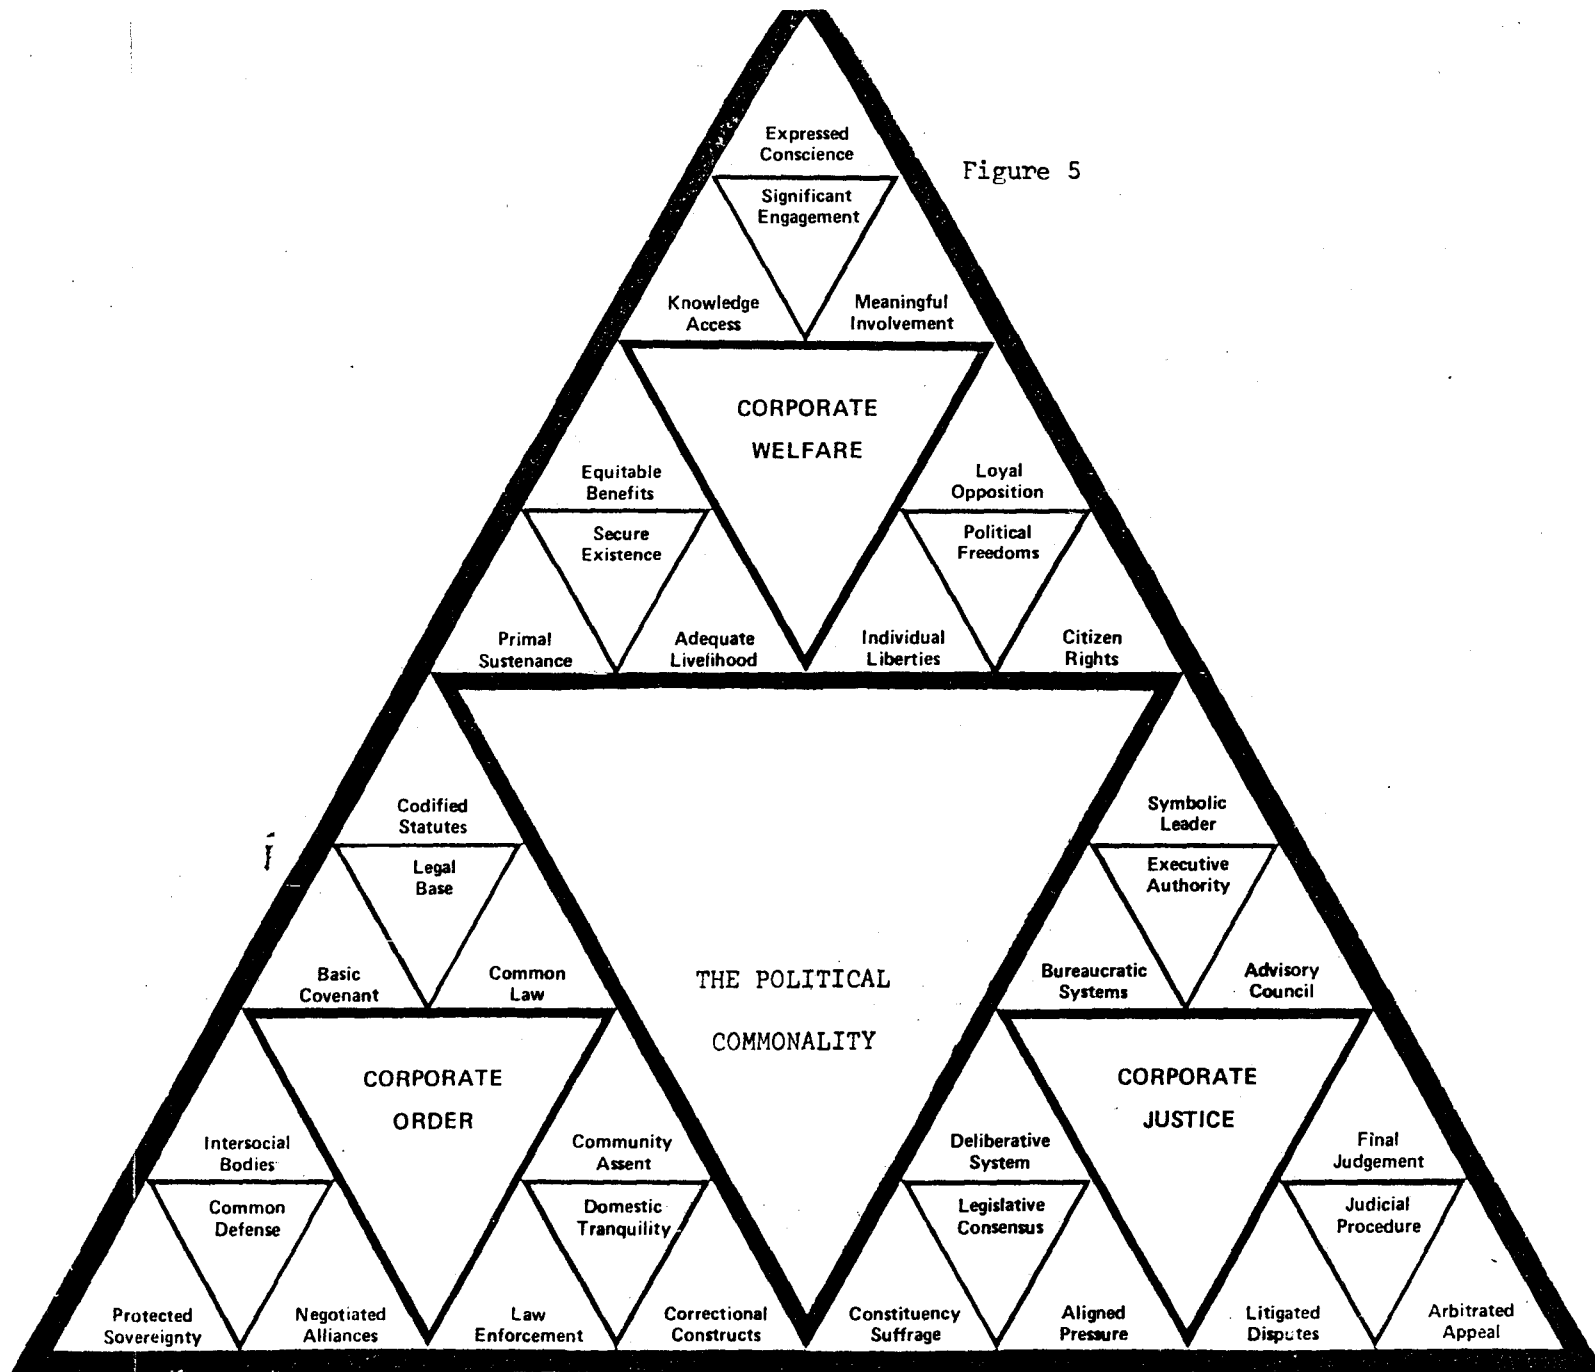 Expressed
Conscience
Figure 5
Significant
Engagement
Knowledge
Access
Meaningful
Involvement
CORPORATE
WELFARE
Equitable
Benefits
Loyal
Opposition
Secure
Existence
Political
Freedoms
Primal
Sustenance
Adequate
Livelihood
Individual
Liberties
Citizen
Rights
Codified
Statutes
Symbolic
Leader
Legal
Base
Executive
Authority
Basic
Covenant
Common
Law
THE POLITICAL
COMMONALITY
Bureaucratic
Systems
Advisory
Council
CORPORATE
ORDER
CORPORATE
JUSTICE
Intersocial
Bodies
Community
Assent
Deliberative
System
Final
Judgement
Common
Defense
Domestic
Tranquility
Legislative
Consensus
Judicial
Procedure
Protected
Sovereignty
Negotiated
Alliances
Law
Enforcement
Correctional
Constructs
Constituency
Suffrage
Aligned
Pressure
Litigated
Disputes
Arbitrated
Appeal